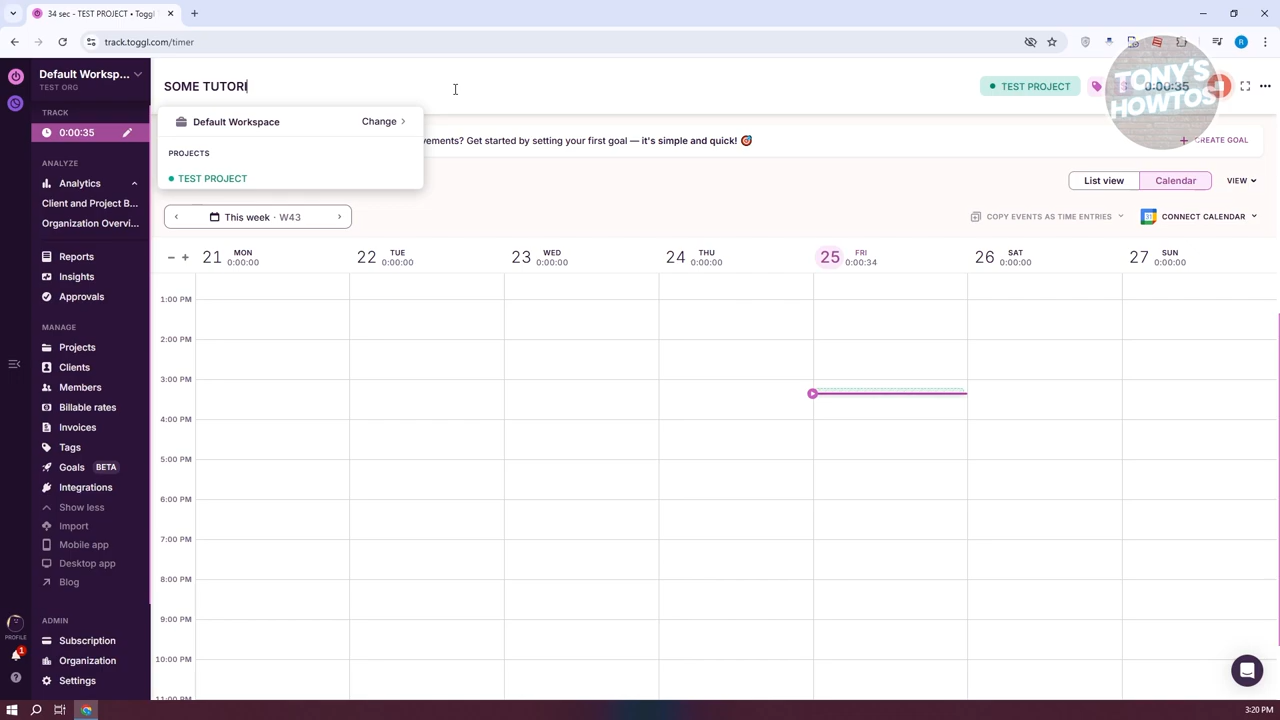 34 sec - TEST PROJECT • Toggl
track.toggl.com/timer
R
Default Worksp...
TEST ORG
TRACK
0:00:35
ANALYZE
Analytics
Client and Project B...
Organization Overvi...
Reports
Insights
Approvals
MANAGE
Projects
Clients
Members
Billable rates
Invoices
Tags
Goals BETA
Integrations
Show less
Import
Mobile app
Desktop app
Blog
ADMIN
Subscription
Organization
Settings
PROFILE
1
SOME TUTORI
TEST PROJECT
0:00:35
TONY'S
HOWTOS
Default Workspace Change
PROJECTS
TEST PROJECT
vements? Get started by setting your first goal — it's simple and quick!
CREATE GOAL
List view Calendar VIEW
This week · W43
COPY EVENTS AS TIME ENTRIES CONNECT CALENDAR
21 MON 0:00:00
22 TUE 0:00:00
23 WED 0:00:00
24 THU 0:00:00
25 FRI 0:00:34
26 SAT 0:00:00
27 SUN 0:00:00
1:00 PM
2:00 PM
3:00 PM
4:00 PM
5:00 PM
6:00 PM
7:00 PM
8:00 PM
9:00 PM
10:00 PM
11:00 PM
3:20 PM